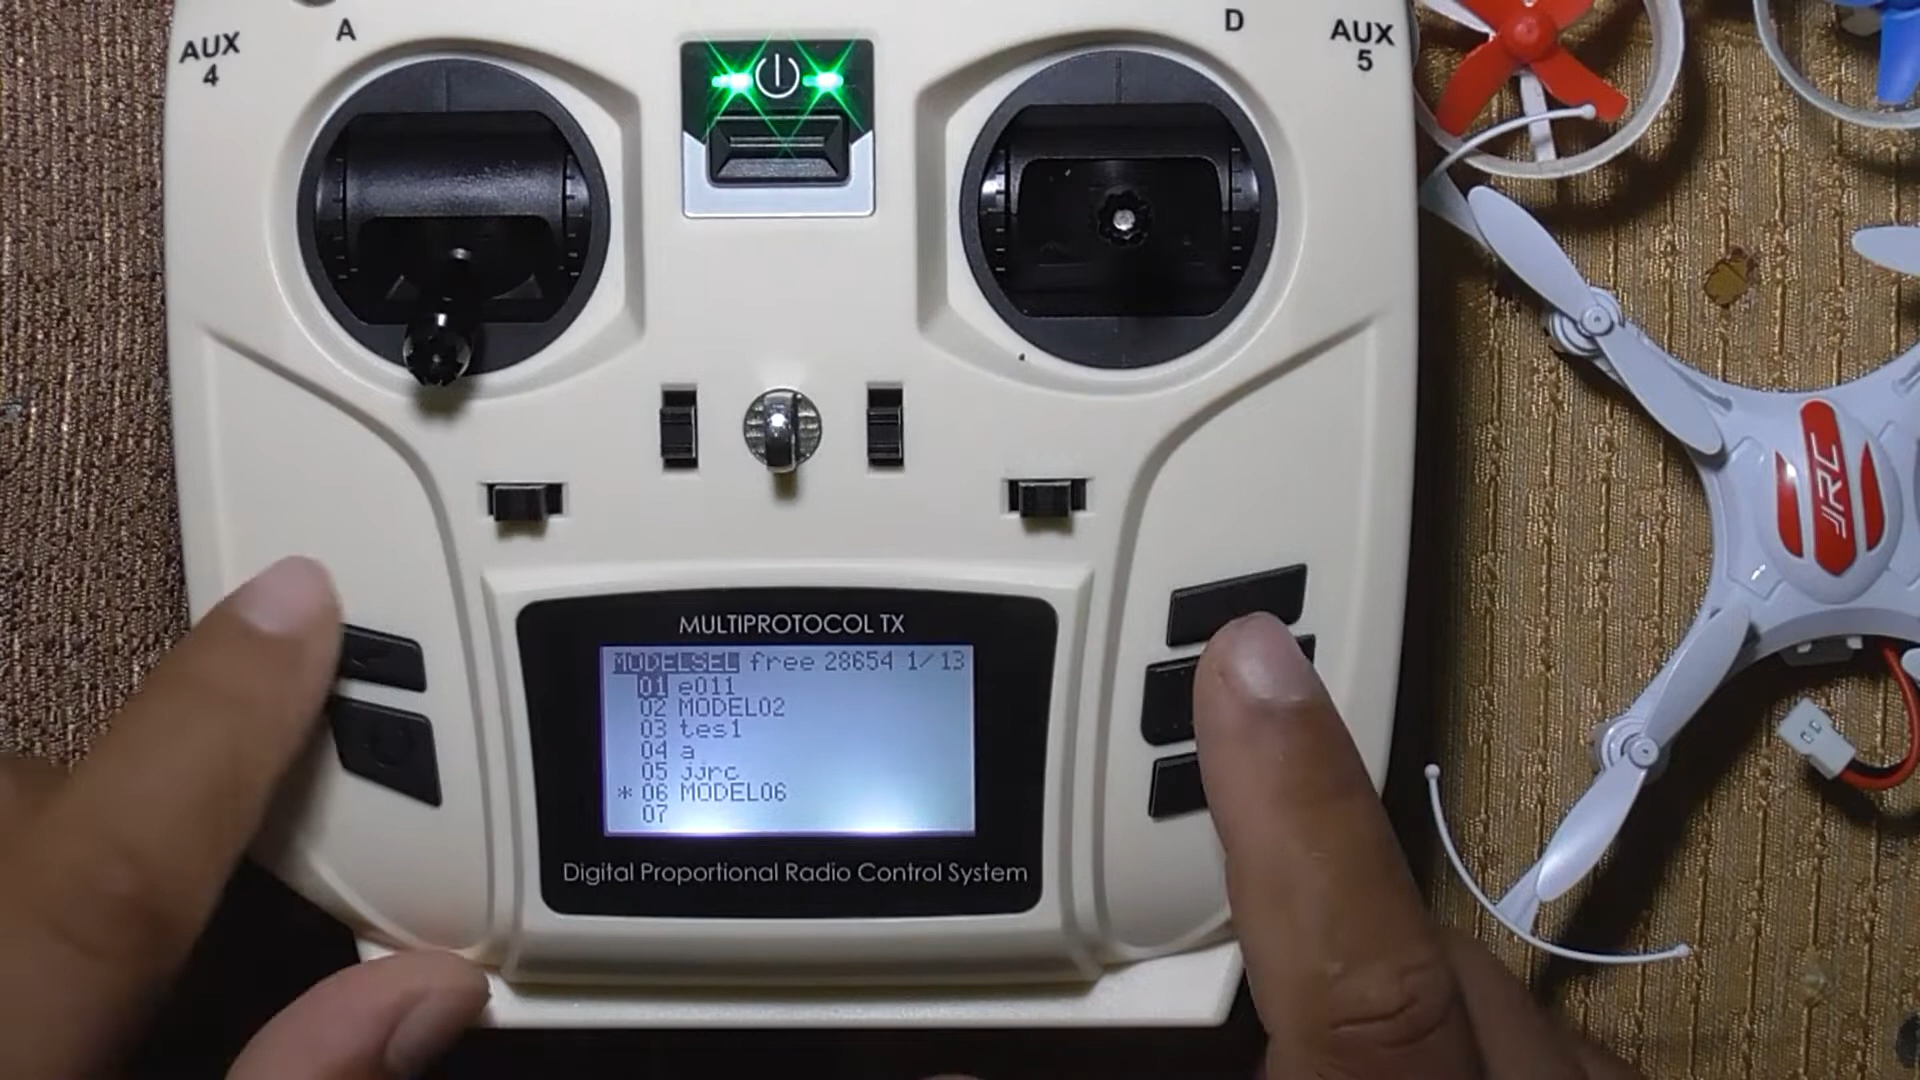 AUX
4
A
D
AUX
5
MULTIPROTOCOL TX
MODELSEL free 28654 1/13
01 e011
02 MODEL02
03 tes1
04 a
05 jjrc
* 06 MODEL06
07
Digital Proportional Radio Control System
JJRC